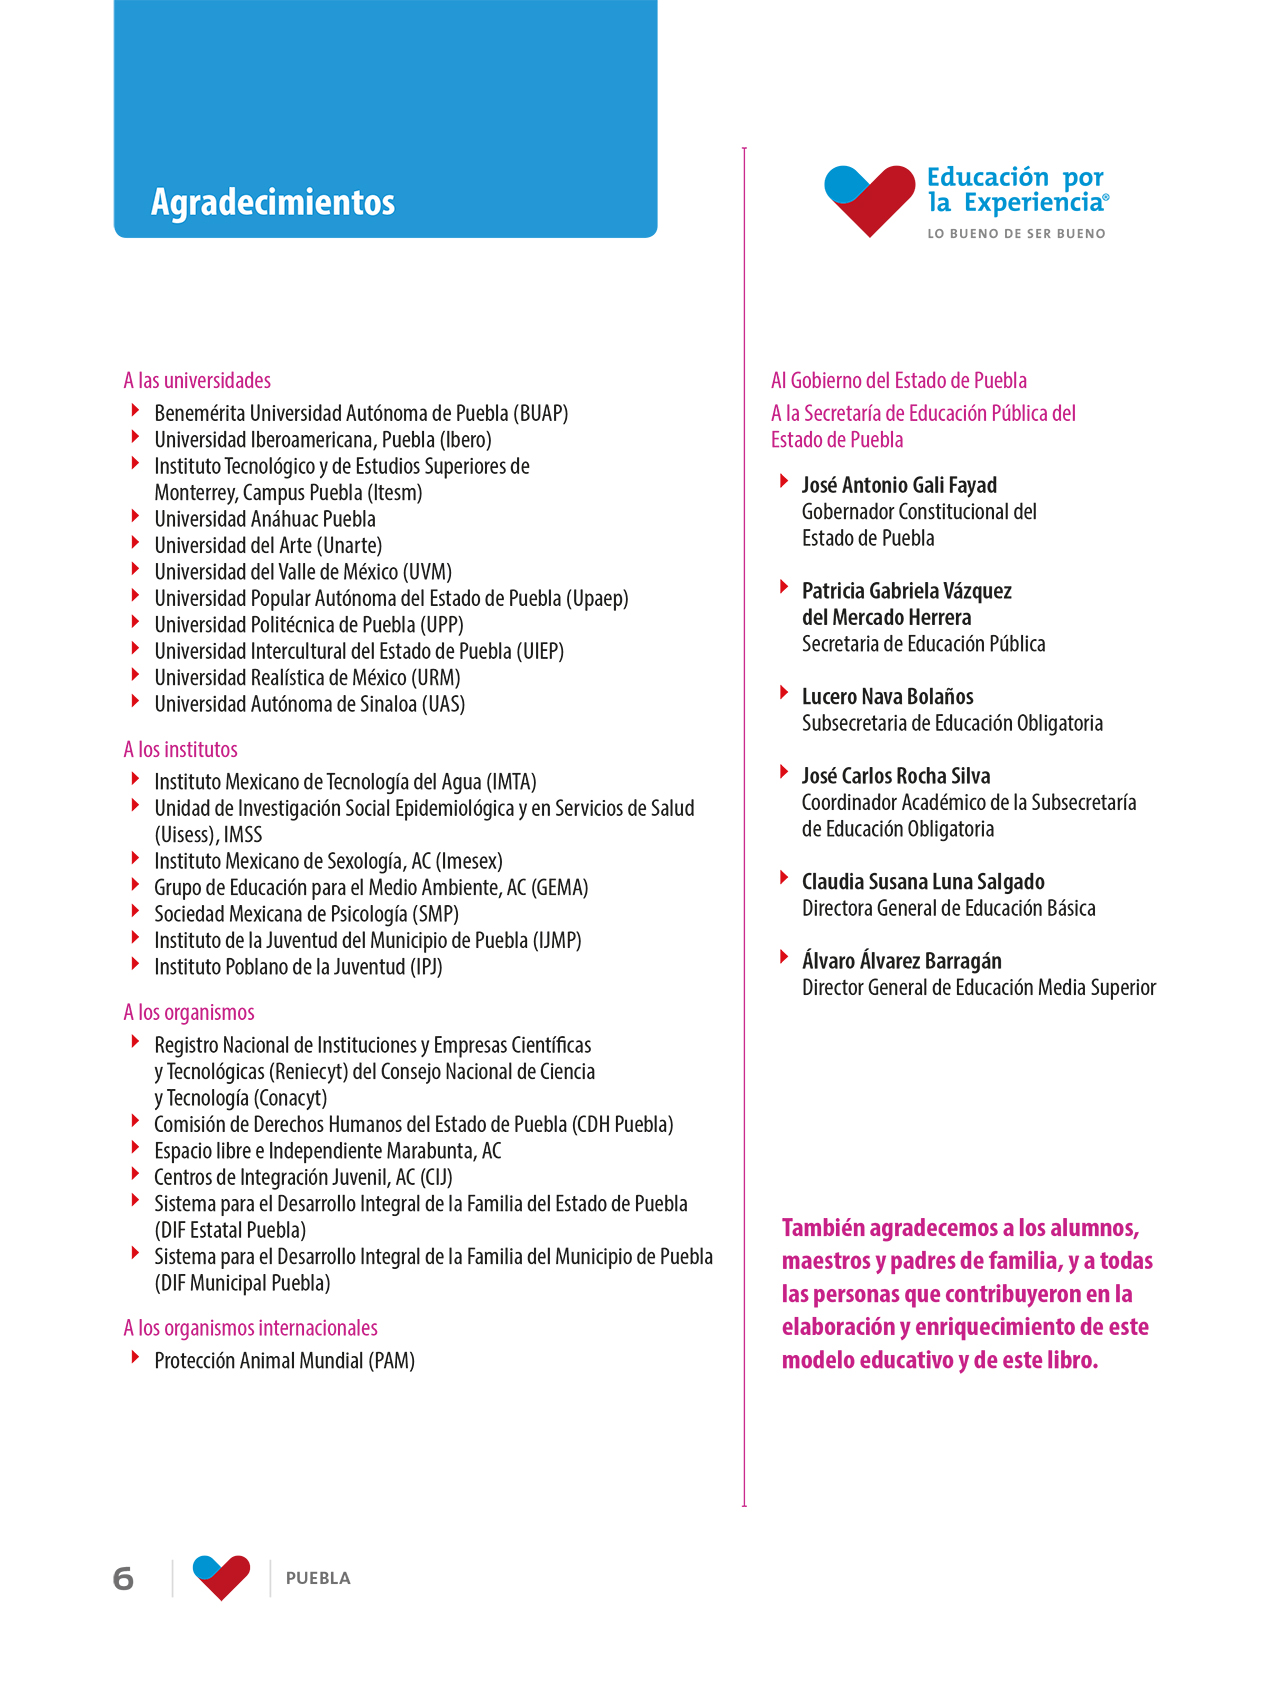 Agradecimientos
A las universidades
Benemérita Universidad Autónoma de Puebla (BUAP)
Universidad Iberoamericana, Puebla (Ibero)
Instituto Tecnológico y de Estudios Superiores de
Monterrey, Campus Puebla (Itesm)
Universidad Anáhuac Puebla
Universidad del Arte (Unarte)
Universidad del Valle de México (UVM)
Universidad Popular Autónoma del Estado de Puebla (Upaep)
Universidad Politécnica de Puebla (UPP)
Universidad Intercultural del Estado de Puebla (UIEP)
Universidad Realística de México (URM)
Universidad Autónoma de Sinaloa (UAS)
A los institutos
Instituto Mexicano de Tecnología del Agua (IMTA)
Unidad de Investigación Social Epidemiológica y en Servicios de Salud
(Uisess), IMSS
Instituto Mexicano de Sexología, AC (Imesex)
Grupo de Educación para el Medio Ambiente, AC (GEMA)
Sociedad Mexicana de Psicología (SMP)
Instituto de la Juventud del Municipio de Puebla (IJMP)
Instituto Poblano de la Juventud (IPJ)
A los organismos
Registro Nacional de Instituciones y Empresas Científicas
y Tecnológicas (Reniecyt) del Consejo Nacional de Ciencia
y Tecnología (Conacyt)
Comisión de Derechos Humanos del Estado de Puebla (CDH Puebla)
Espacio libre e Independiente Marabunta, AC
Centros de Integración Juvenil, AC (CIJ)
Sistema para el Desarrollo Integral de la Familia del Estado de Puebla
(DIF Estatal Puebla)
Sistema para el Desarrollo Integral de la Familia del Municipio de Puebla
(DIF Municipal Puebla)
A los organismos internacionales
Protección Animal Mundial (PAM)
Educación por
la Experiencia®
LO BUENO DE SER BUENO
Al Gobierno del Estado de Puebla
A la Secretaría de Educación Pública del
Estado de Puebla
José Antonio Gali Fayad
Gobernador Constitucional del
Estado de Puebla
Patricia Gabriela Vázquez
del Mercado Herrera
Secretaria de Educación Pública
Lucero Nava Bolaños
Subsecretaria de Educación Obligatoria
José Carlos Rocha Silva
Coordinador Académico de la Subsecretaría
de Educación Obligatoria
Claudia Susana Luna Salgado
Directora General de Educación Básica
Álvaro Álvarez Barragán
Director General de Educación Media Superior
También agradecemos a los alumnos,
maestros y padres de familia, y a todas
las personas que contribuyeron en la
elaboración y enriquecimiento de este
modelo educativo y de este libro.
6
PUEBLA